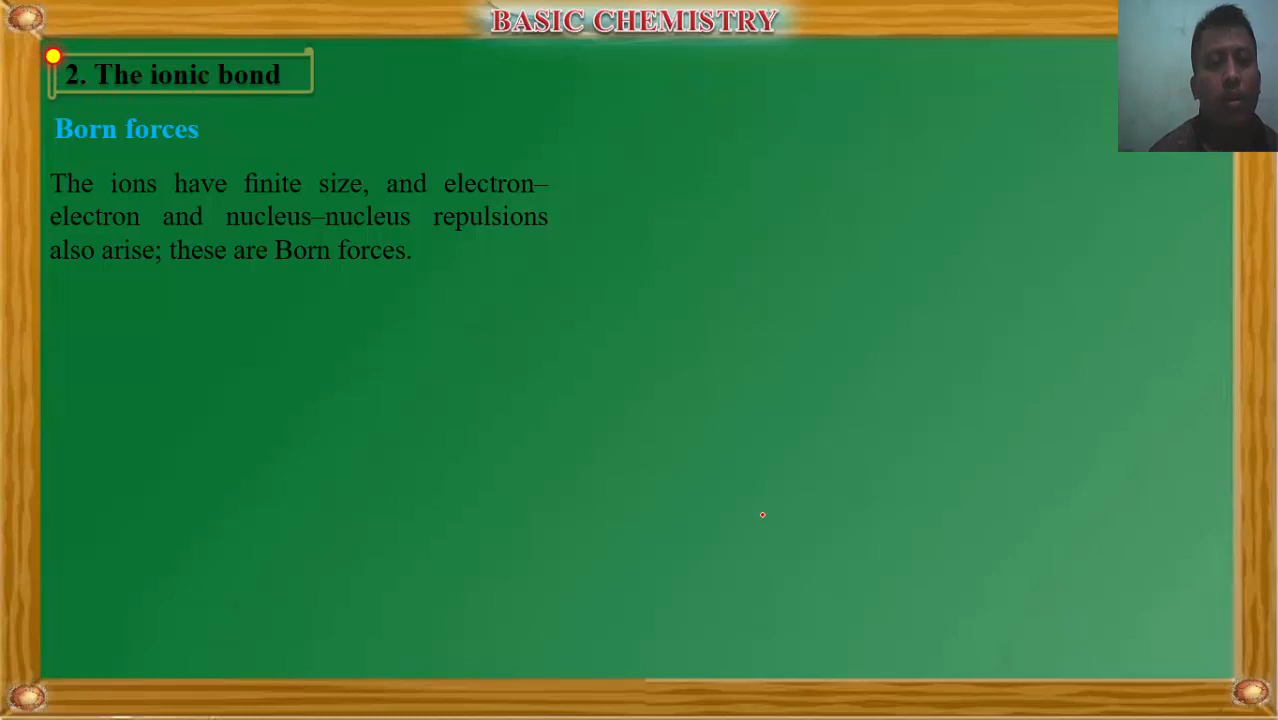 BASIC CHEMISTRY
2. The ionic bond
Born forces
The ions have finite size, and electron–
electron and nucleus–nucleus repulsions
also arise; these are Born forces.